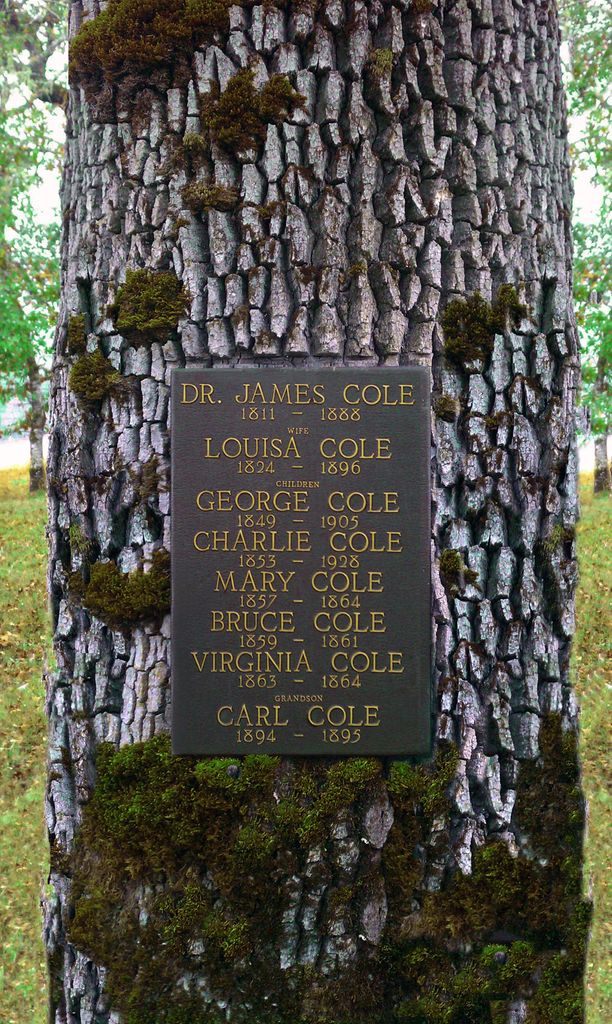 DR. JAMES COLE
1811 – 1888
WIFE
LOUISA COLE
1824 – 1896
CHILDREN
GEORGE COLE
1849 – 1905
CHARLIE COLE
1853 – 1928
MARY COLE
1857 – 1864
BRUCE COLE
1859 – 1861
VIRGINIA COLE
1863 – 1864
GRANDSON
CARL COLE
1894 – 1895